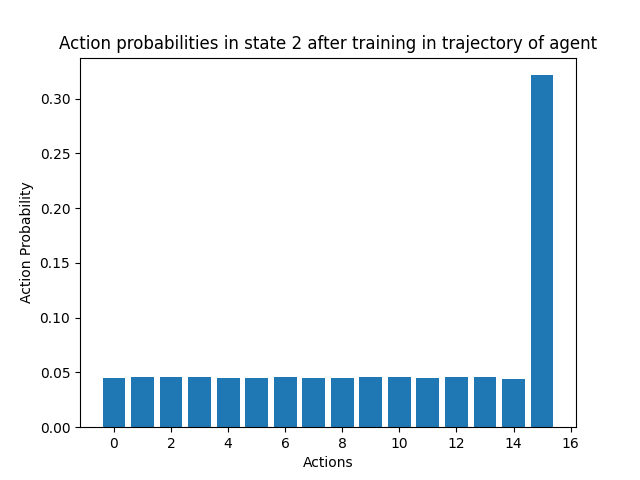 Action probabilities in state 2 after training in trajectory of agent
0.30
0.25
0.20
0.15
0.10
0.05
0.00
Action Probability
0 2 4 6 8 10 12 14 16
Actions